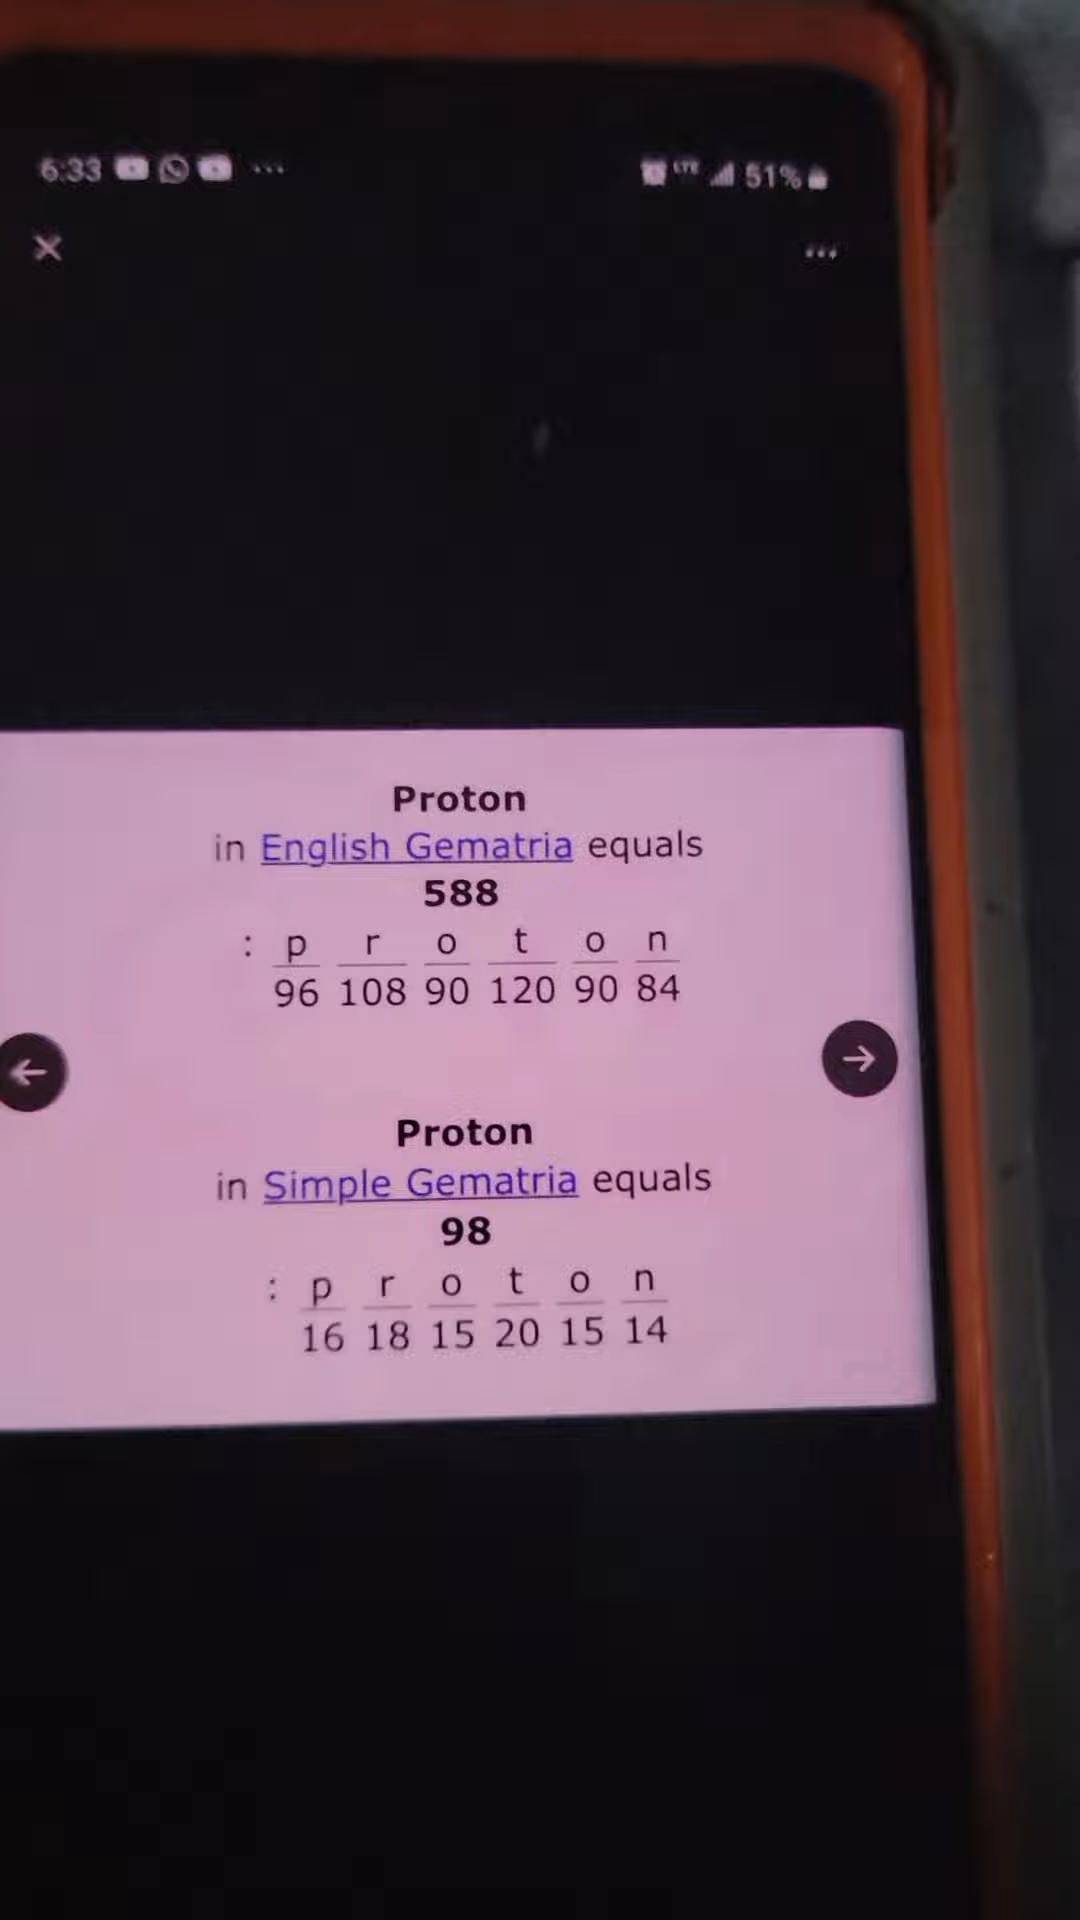 6:33 ... LTE 51%
Proton
in English Gematria equals
588
: p r o t o n
96 108 90 120 90 84
Proton
in Simple Gematria equals
98
: p r o t o n
16 18 15 20 15 14